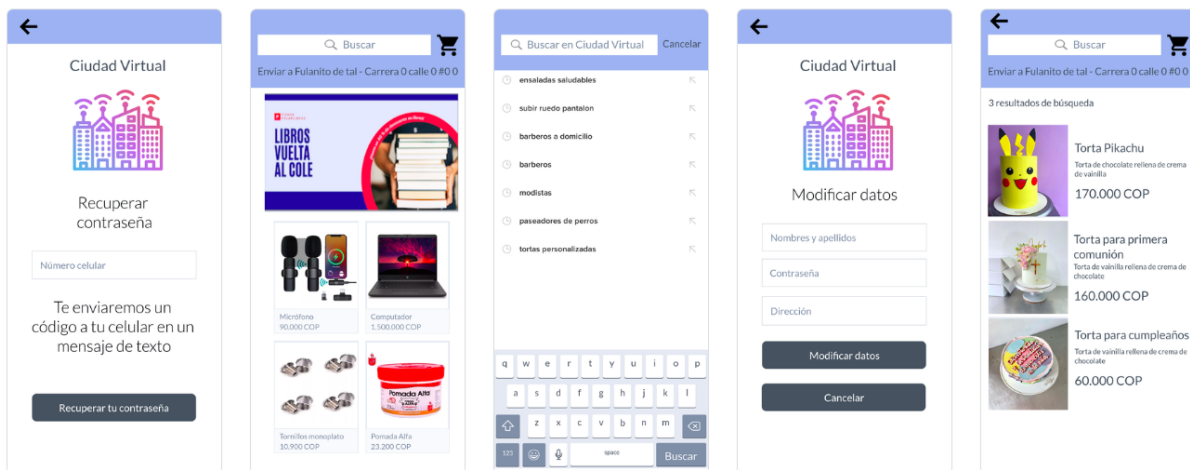 Ciudad Virtual
Recuperar
contraseña
Número celular
Te enviaremos un
código a tu celular en un
mensaje de texto
Recuperar tu contraseña
Buscar
Enviar a Fulanito de tal - Carrera 0 calle 0 #0 0
LIBROS
VUELTA
AL COLE
Micrófono
90.000 COP
Computador
1.500.000 COP
Pomada Alfa
Tornillos monoplato
10.900 COP
Pomada Alfa
23.200 COP
Buscar en Ciudad Virtual
Cancelar
ensaladas saludables
subir ruedo pantalon
barberos a domicilio
barberos
modistas
paseadores de perros
tortas personalizadas
q w e r t y u i o p
a s d f g h j k l
z x c v b n m
123
space
Buscar
Ciudad Virtual
Modificar datos
Nombres y apellidos
Contraseña
Dirección
Modificar datos
Cancelar
Buscar
Enviar a Fulanito de tal - Carrera 0 calle 0 #0 0
3 resultados de búsqueda
Torta Pikachu
Torta de chocolate rellena de crema
de vainilla
170.000 COP
Torta para primera
comunión
Torta de vainilla rellena de crema de
chocolate
160.000 COP
Torta para cumpleaños
Torta de vainilla rellena de crema de
chocolate
60.000 COP